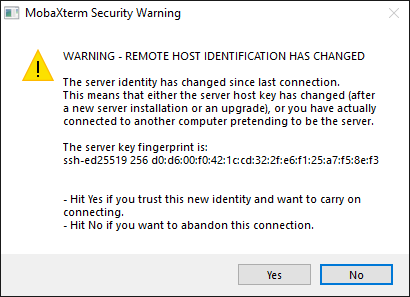 MobaXterm Security Warning
WARNING - REMOTE HOST IDENTIFICATION HAS CHANGED
The server identity has changed since last connection.
This means that either the server host key has changed (after
a new server installation or an upgrade), or you have actually
connected to another computer pretending to be the server.
The server key fingerprint is:
ssh-ed25519 256 d0:d6:00:f0:42:1c:cd:32:2f:e6:f1:25:a7:f5:8e:f3
- Hit Yes if you trust this new identity and want to carry on
connecting.
- Hit No if you want to abandon this connection.
Yes
No